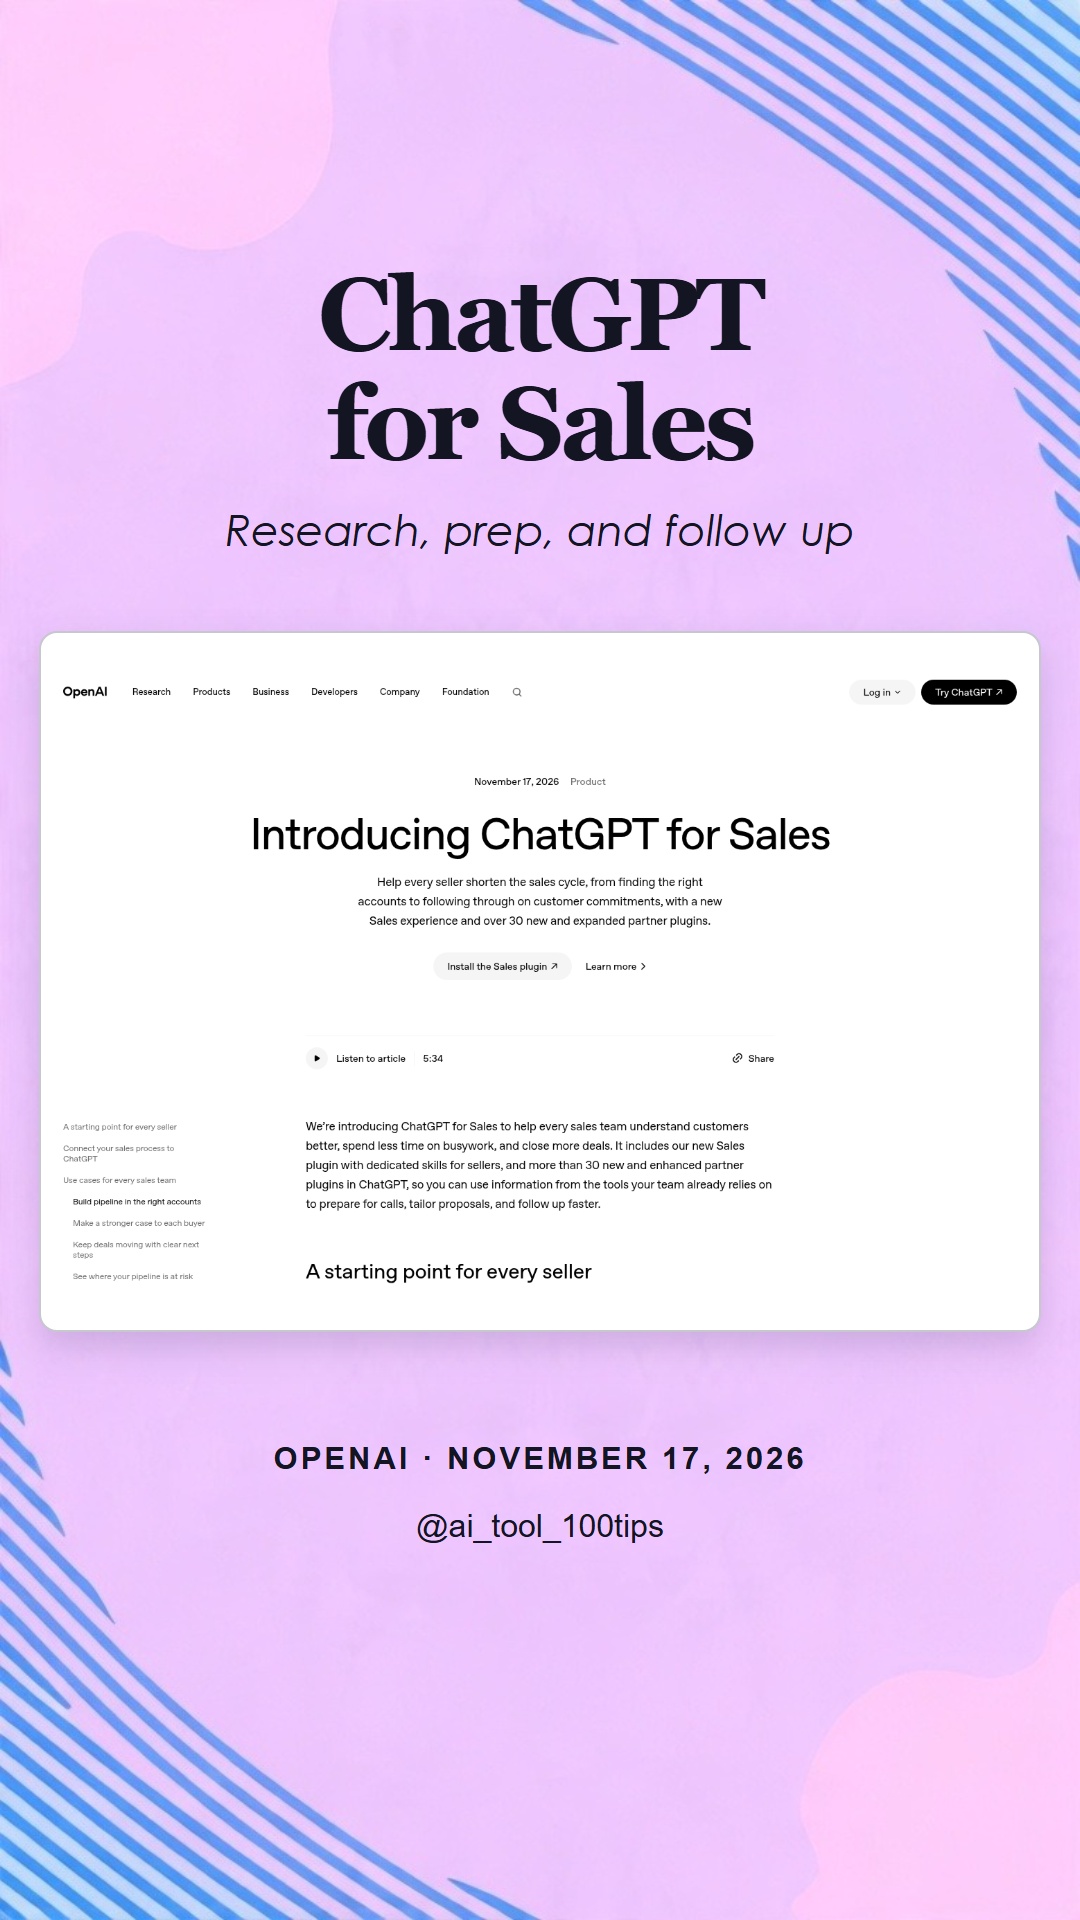 ChatGPT
for Sales
Research, prep, and follow up
OpenAI Research Products Business Developers Company Foundation Log in Try ChatGPT ↗
November 17, 2026 Product
Introducing ChatGPT for Sales
Help every seller shorten the sales cycle, from finding the right
accounts to following through on customer commitments, with a new
Sales experience and over 30 new and expanded partner plugins.
Install the Sales plugin ↗ Learn more >
Listen to article 5:34 Share
A starting point for every seller
Connect your sales process to
ChatGPT
Use cases for every sales team
Build pipeline in the right accounts
Make a stronger case to each buyer
Keep deals moving with clear next
steps
See where your pipeline is at risk
We're introducing ChatGPT for Sales to help every sales team understand customers
better, spend less time on busywork, and close more deals. It includes our new Sales
plugin with dedicated skills for sellers, and more than 30 new and enhanced partner
plugins in ChatGPT, so you can use information from the tools your team already relies on
to prepare for calls, tailor proposals, and follow up faster.
A starting point for every seller
OPENAI · NOVEMBER 17, 2026
@ai_tool_100tips